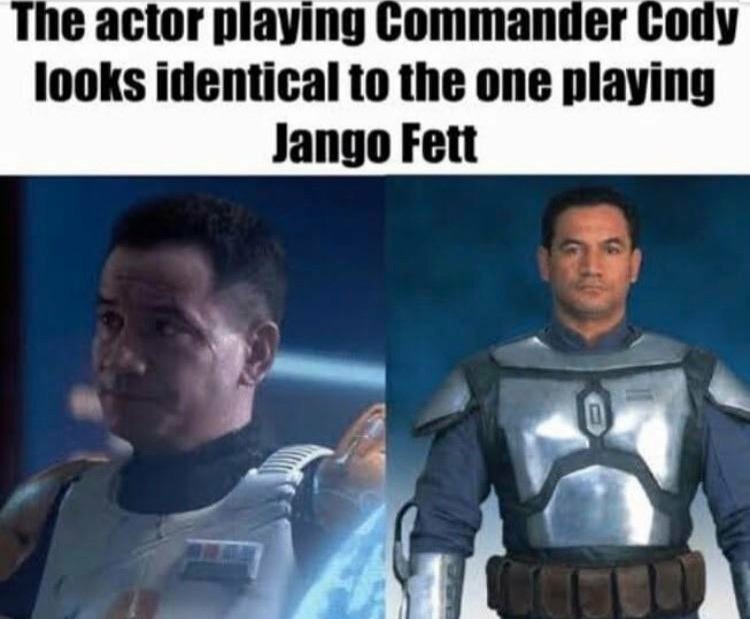 The actor playing Commander Cody
looks identical to the one playing
Jango Fett